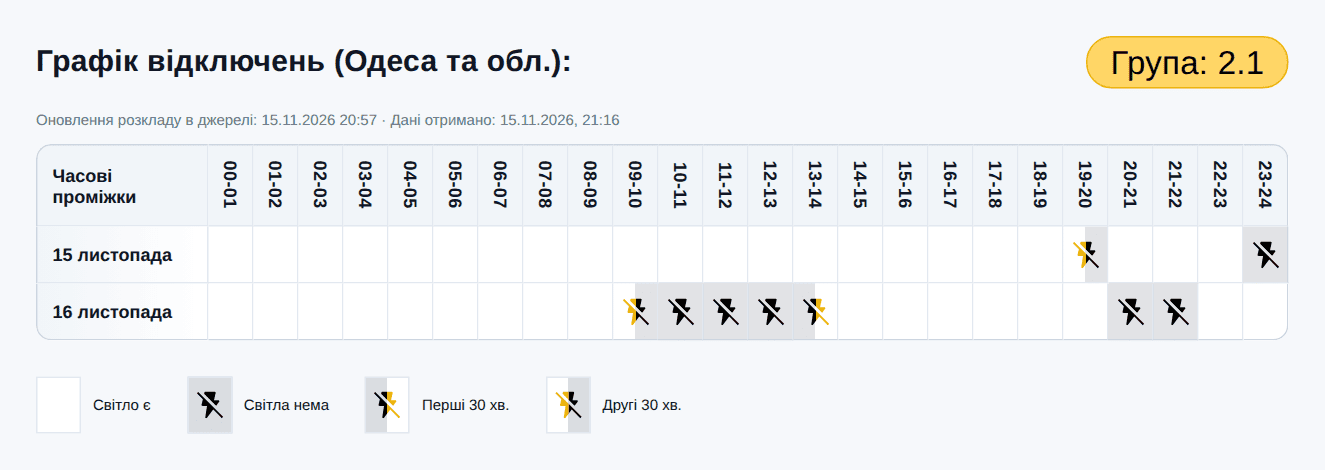 Графік відключень (Одеса та обл.):
Група: 2.1
Оновлення розкладу в джерелі: 15.11.2026 20:57 · Дані отримано: 15.11.2026, 21:16
Часові
проміжки
00-01 01-02 02-03 03-04 04-05 05-06 06-07 07-08 08-09 09-10 10-11 11-12 12-13 13-14 14-15 15-16 16-17 17-18 18-19 19-20 20-21 21-22 22-23 23-24
15 листопада
16 листопада
Світло є Світла нема Перші 30 хв. Другі 30 хв.